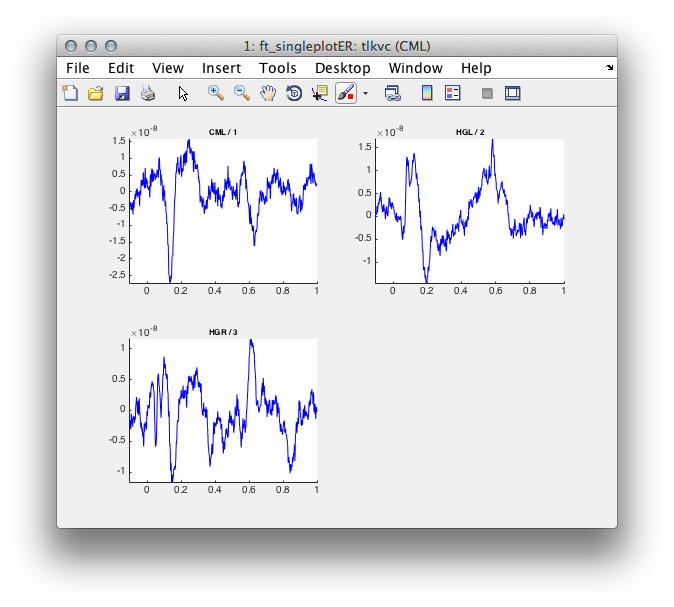 1: ft_singleplotER: tlkvc (CML)
File Edit View Insert Tools Desktop Window Help
×10-8
CML / 1
1.5
1
0.5
0
-0.5
-1
-1.5
-2
-2.5
0 0.2 0.4 0.6 0.8 1
×10-8
HGL / 2
1.5
1
0.5
0
-0.5
-1
0 0.2 0.4 0.6 0.8 1
×10-8
HGR / 3
1
0.5
0
-0.5
-1
0 0.2 0.4 0.6 0.8 1